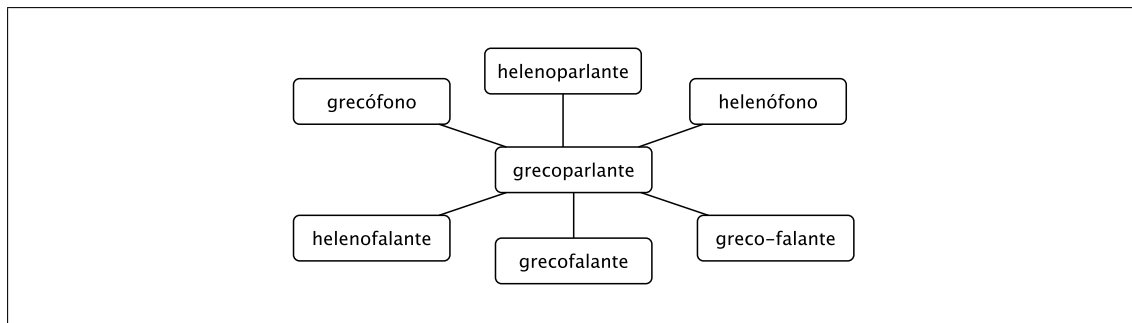 helenoparlante
grecófono
helenófono
grecoparlante
helenofalante
greco-falante
grecofalante